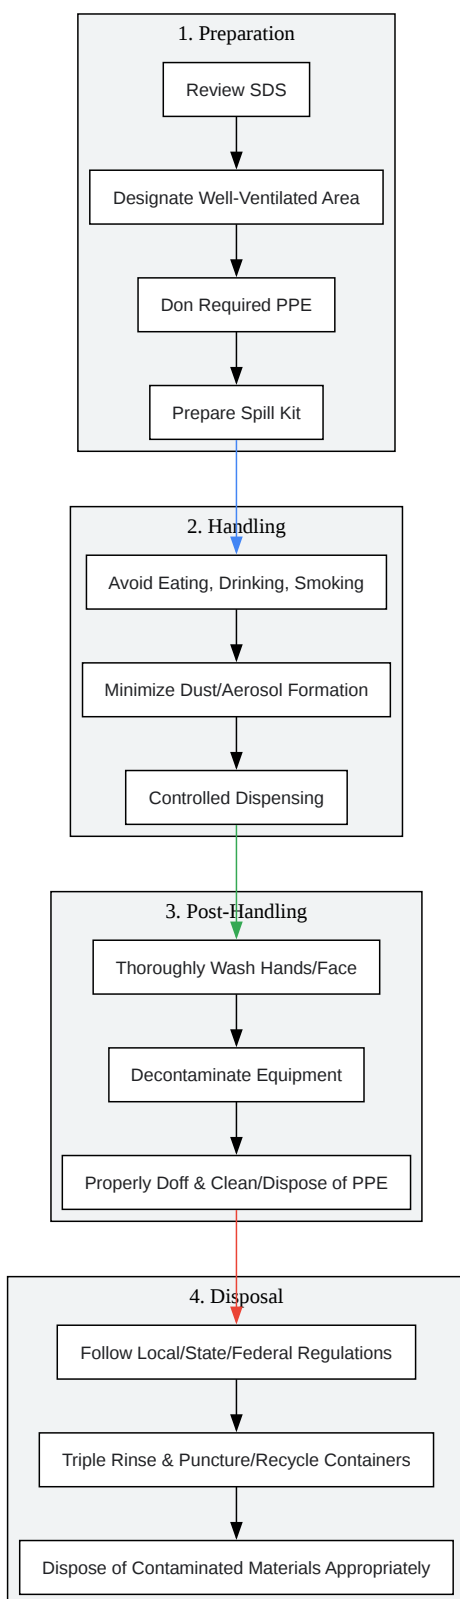 1. Preparation
Review SDS
Designate Well-Ventilated Area
Don Required PPE
Prepare Spill Kit
2. Handling
Avoid Eating, Drinking, Smoking
Minimize Dust/Aerosol Formation
Controlled Dispensing
3. Post-Handling
Thoroughly Wash Hands/Face
Decontaminate Equipment
Properly Doff & Clean/Dispose of PPE
4. Disposal
Follow Local/State/Federal Regulations
Triple Rinse & Puncture/Recycle Containers
Dispose of Contaminated Materials Appropriately